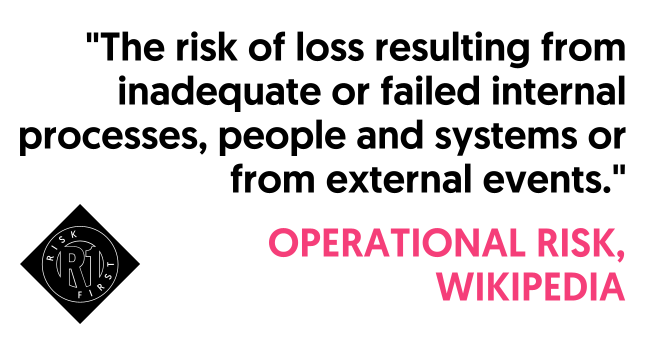 "The risk of loss resulting from
inadequate or failed internal
processes, people and systems or
from external events."
OPERATIONAL RISK,
WIKIPEDIA
RISK
R1
FIRST